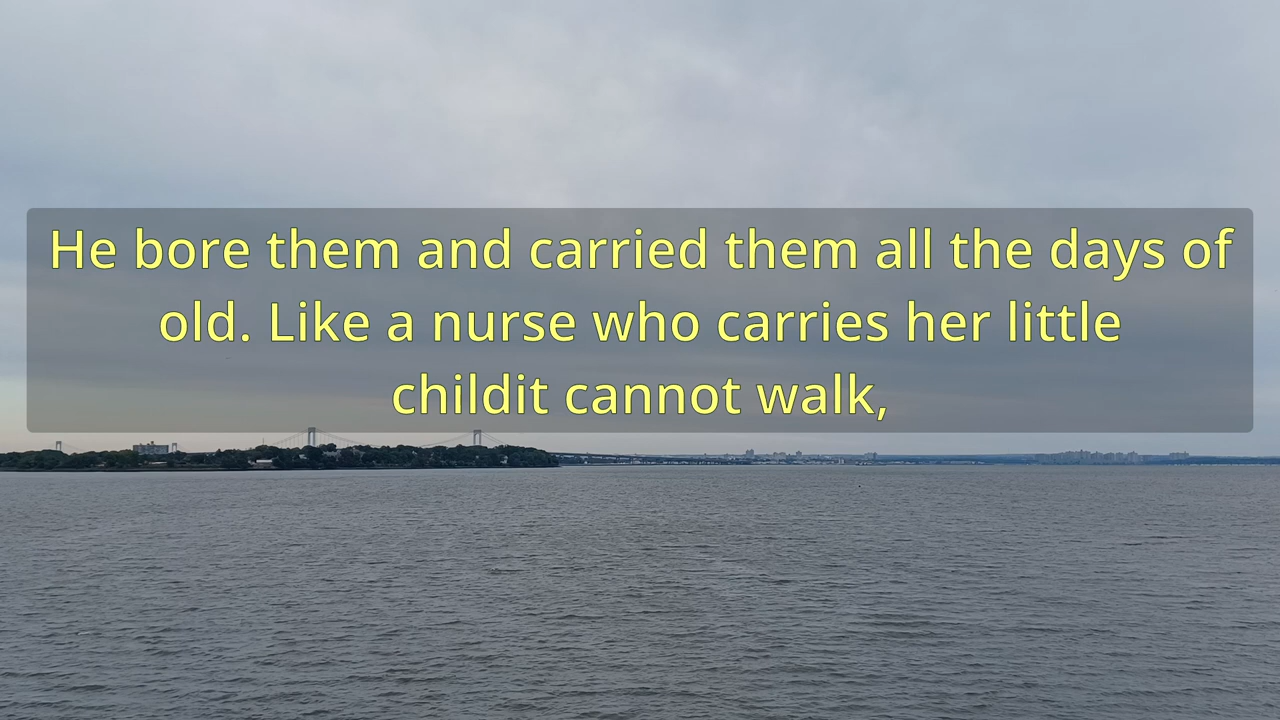 He bore them and carried them all the days of
old. Like a nurse who carries her little
childit cannot walk,